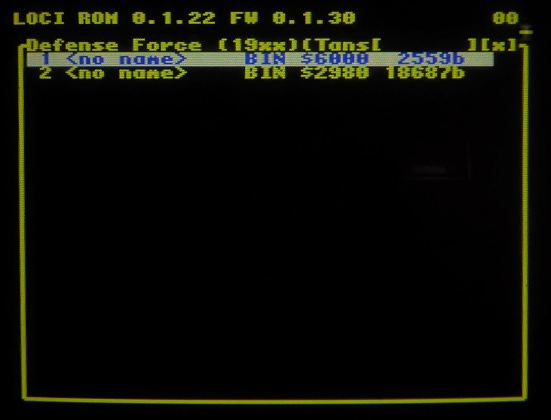 LOCI ROM 0.1.22 FW 0.1.30 00
Defense Force (19xx)(Tans[ ][x]
1 <no name> BIN $6000 2559b
2 <no name> BIN $2980 18687b